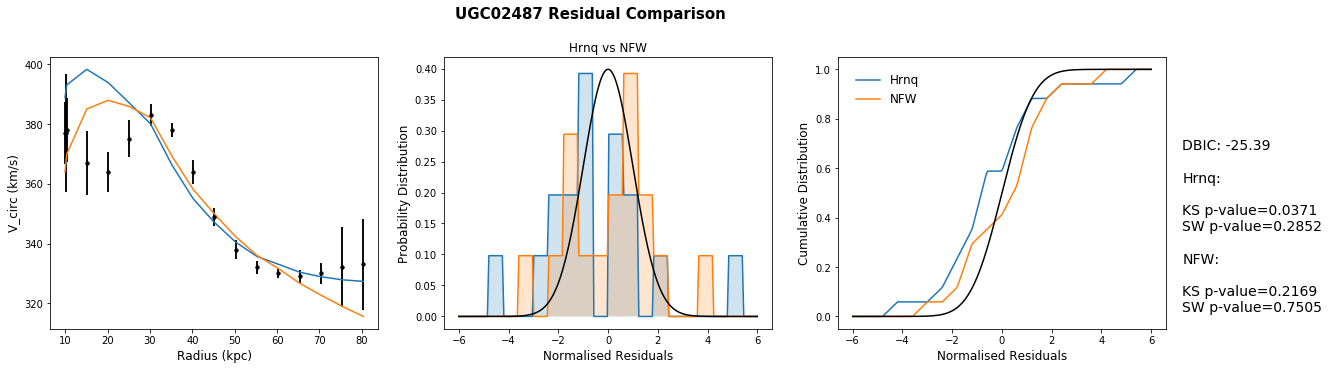 UGC02487 Residual Comparison
400
380
360
340
320
V_circ (km/s)
10
20
30
40
50
60
70
80
Radius (kpc)
Hrnq vs NFW
0.40
0.35
0.30
0.25
0.20
0.15
0.10
0.05
0.00
Probability Distribution
−6
−4
−2
0
2
4
6
Normalised Residuals
1.0
0.8
0.6
0.4
0.2
0.0
Cumulative Distribution
Hrnq
NFW
−6
−4
−2
0
2
4
6
Normalised Residuals
DBIC: -25.39
Hrnq:
KS p-value=0.0371
SW p-value=0.2852
NFW:
KS p-value=0.2169
SW p-value=0.7505